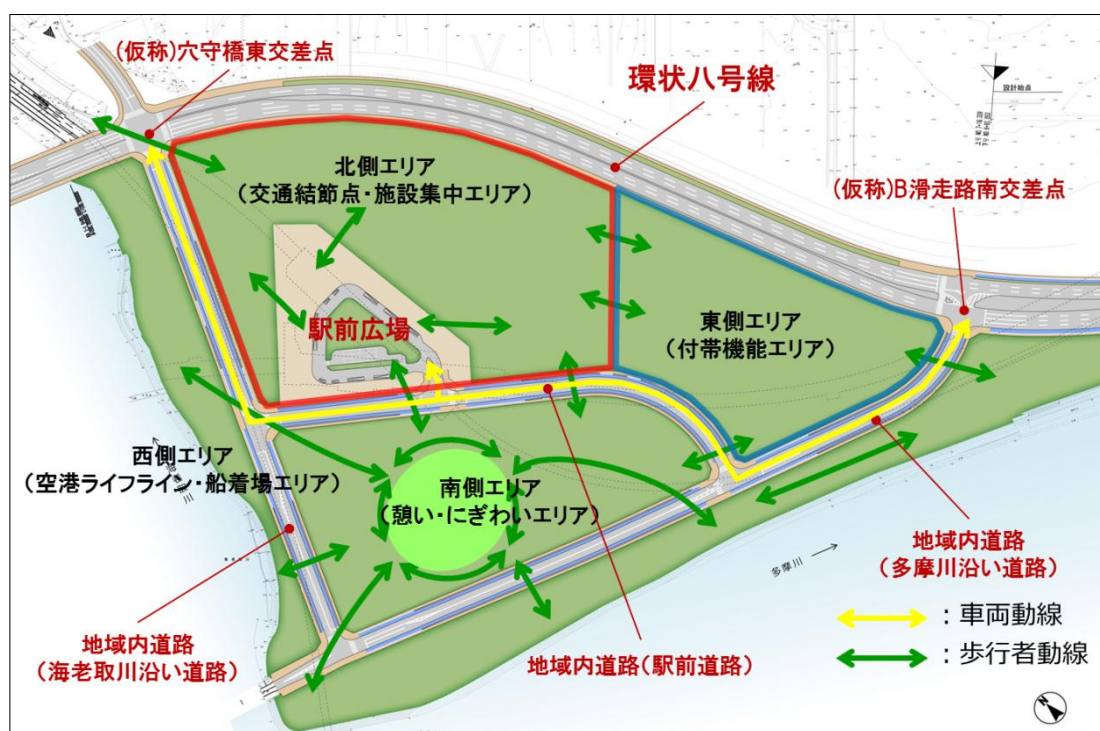 (仮称)穴守橋東交差点
環状八号線
設計始点
北側エリア
(交通結節点・施設集中エリア)
(仮称)B滑走路南交差点
駅前広場
東側エリア
(付帯機能エリア)
西側エリア
(空港ライフライン・船着場エリア)
南側エリア
(憩い・にぎわいエリア)
多摩川
地域内道路
(多摩川沿い道路)
地域内道路
(海老取川沿い道路)
地域内道路(駅前道路)
:車両動線
:歩行者動線
N